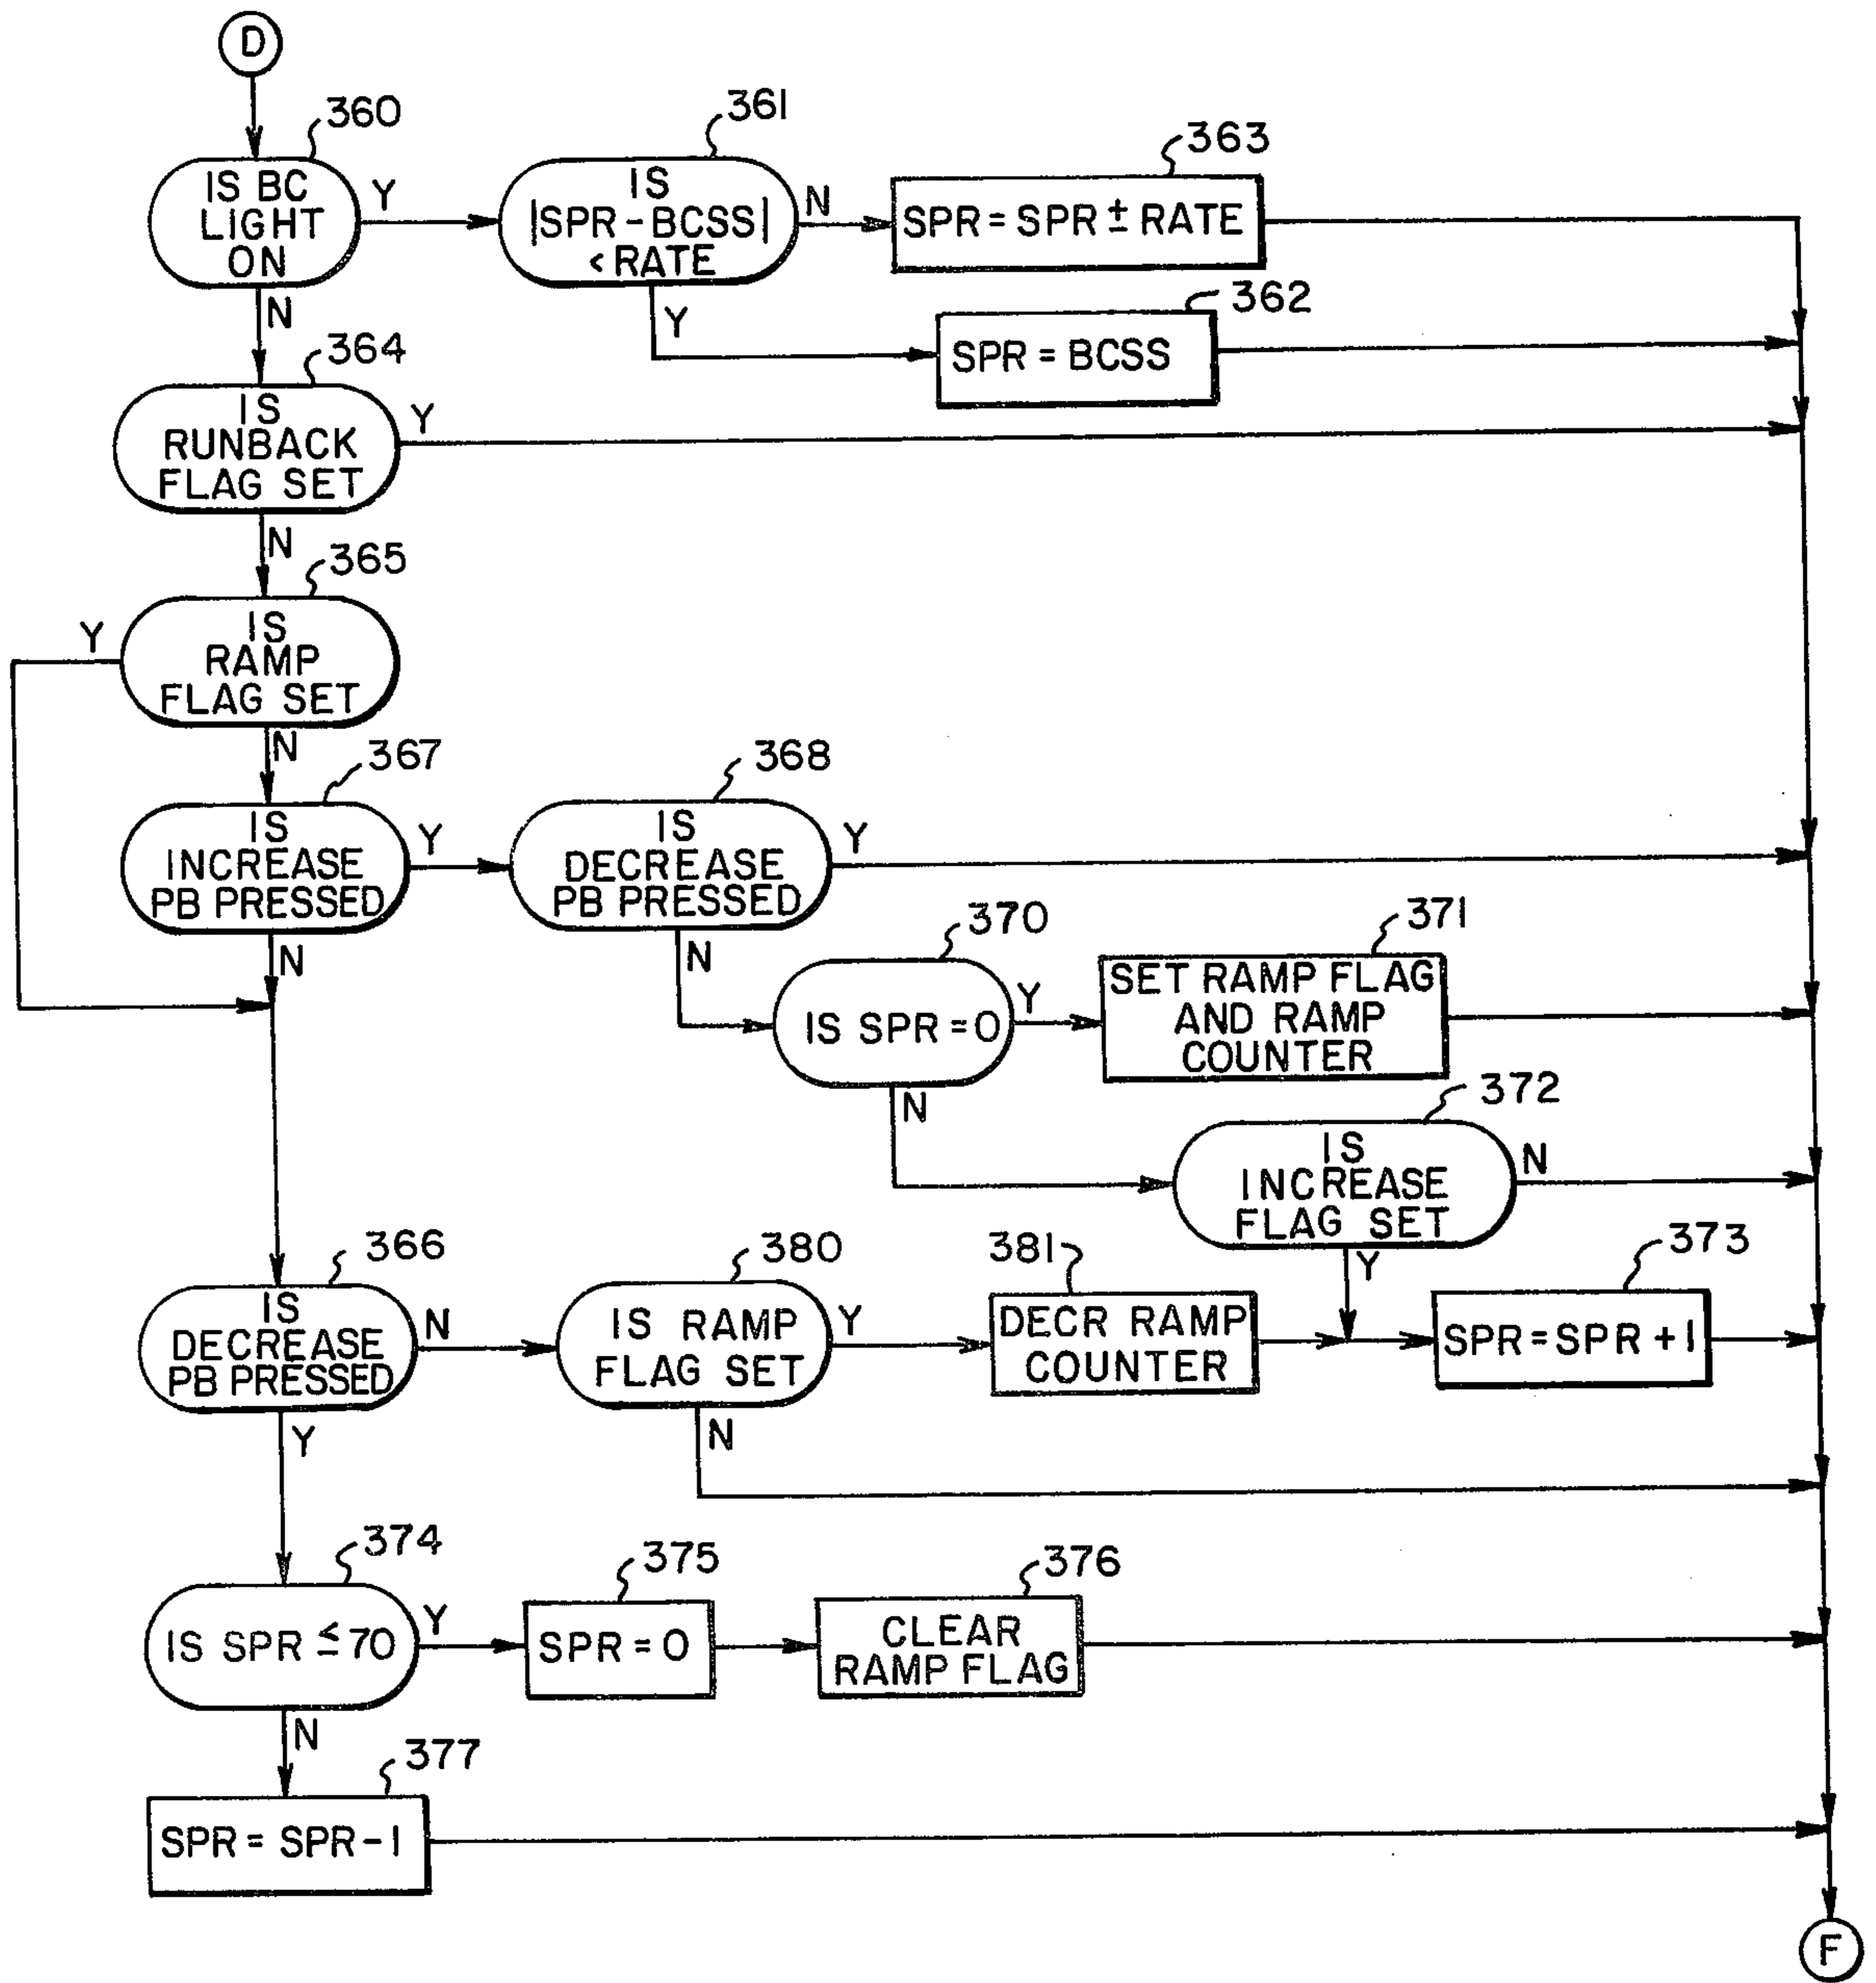 D
360
IS BC
LIGHT
ON
Y
N
361
IS
|SPR - BCSS|
< RATE
N
Y
363
SPR = SPR ± RATE
362
SPR = BCSS
364
IS
RUNBACK
FLAG SET
Y
N
365
IS
RAMP
FLAG SET
Y
N
367
IS
INCREASE
PB PRESSED
Y
N
368
IS
DECREASE
PB PRESSED
Y
N
370
IS SPR = 0
Y
N
371
SET RAMP FLAG
AND RAMP
COUNTER
372
IS
INCREASE
FLAG SET
N
Y
366
IS
DECREASE
PB PRESSED
N
Y
380
IS RAMP
FLAG SET
Y
N
381
DECR RAMP
COUNTER
373
SPR = SPR + 1
374
IS SPR ≤ 70
Y
N
375
SPR = 0
376
CLEAR
RAMP FLAG
377
SPR = SPR - 1
F